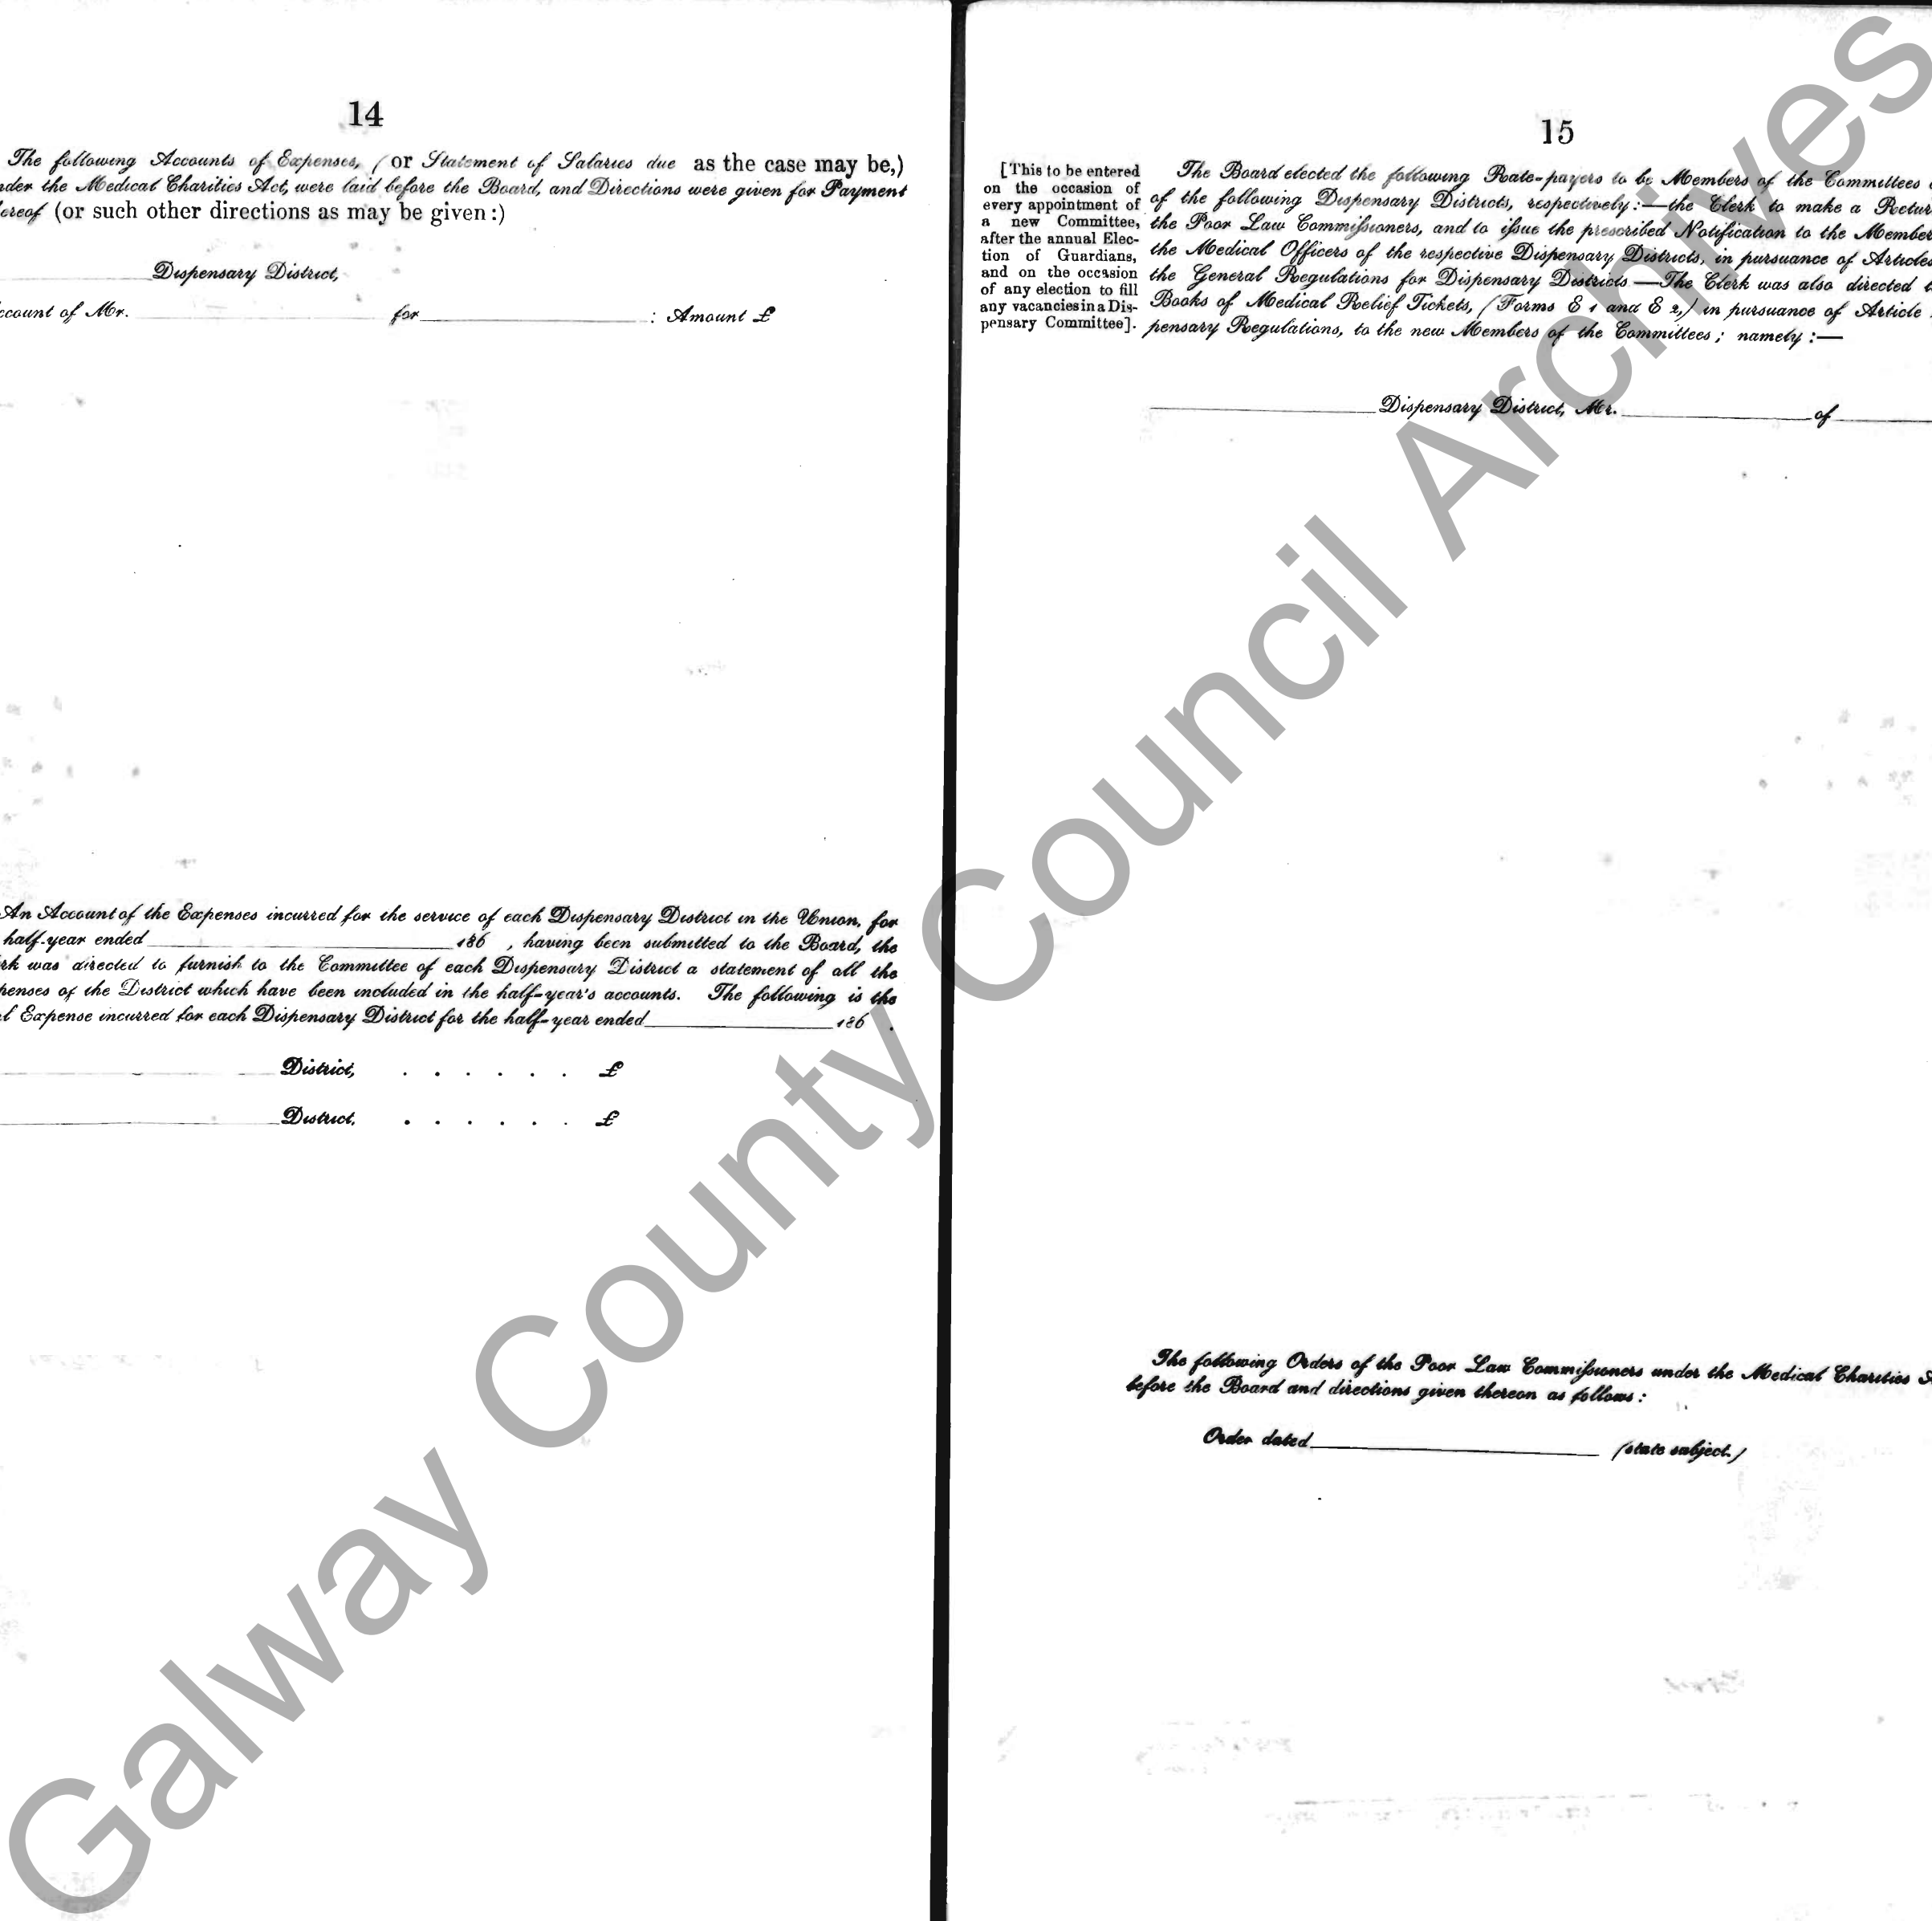 14
The following Accounts of Expenses, (or Statement of Salaries due as the case may be,)
nder the Medical Charities Act, were laid before the Board, and Directions were given for Payment
ereof (or such other directions as may be given:)
Dispensary District,
ccount of Mr. for : Amount £
An Account of the Expenses incurred for the service of each Dispensary District in the Union, for
half-year ended 186 , having been submitted to the Board, the
rk was directed to furnish to the Committee of each Dispensary District a statement of all the
penses of the District which have been included in the half-year's accounts. The following is the
l Expense incurred for each Dispensary District for the half-year ended 186 .
District, . . . . . . £
District, . . . . . . £
15
[This to be entered
on the occasion of
every appointment of
a new Committee,
after the annual Elec-
tion of Guardians,
and on the occasion
of any election to fill
any vacancies in a Dis-
pensary Committee].
The Board elected the following Rate-payers to be Members of the Committees
of the following Dispensary Districts, respectively:—the Clerk to make a Retur
the Poor Law Commissioners, and to issue the prescribed Notification to the Member
the Medical Officers of the respective Dispensary Districts, in pursuance of Articles
the General Regulations for Dispensary Districts.—The Clerk was also directed t
Books of Medical Relief Tickets, (Forms E 1 and E 2,) in pursuance of Article
pensary Regulations, to the new Members of the Committees; namely:—
Dispensary District, Mr. of
The following Orders of the Poor Law Commissioners under the Medical Charities A
before the Board and directions given thereon as follows:
Order dated (state subject.)
Galway County Council Archives